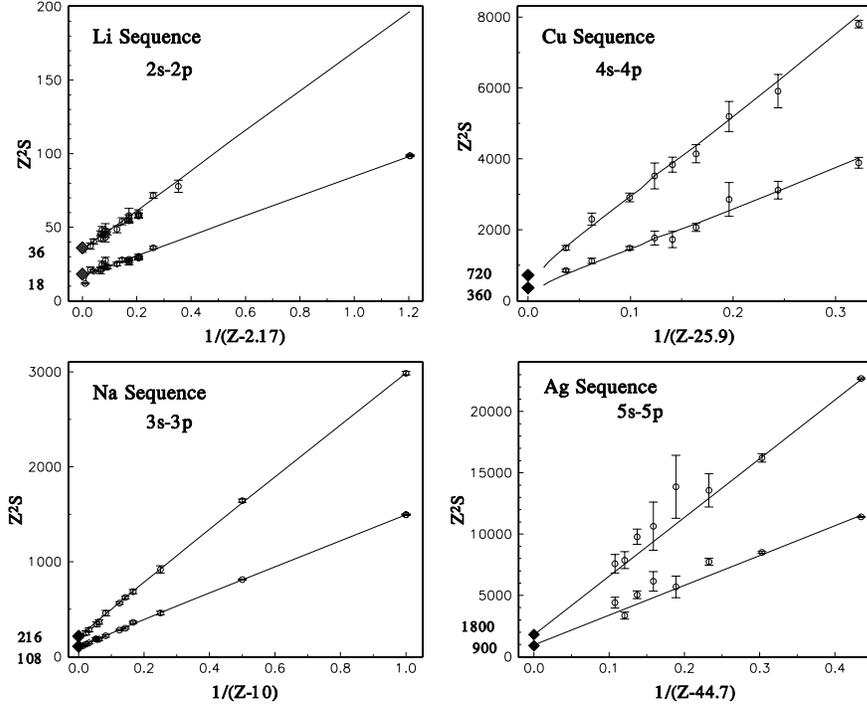 200
150
100
50
0
Z²S
36
18
Li Sequence
2s-2p
0.0 0.2 0.4 0.6 0.8 1.0 1.2
1/(Z-2.17)
8000
6000
4000
2000
0
Z²S
720
360
Cu Sequence
4s-4p
0.0 0.1 0.2 0.3
1/(Z-25.9)
3000
2000
1000
0
Z²S
216
108
Na Sequence
3s-3p
0.0 0.2 0.4 0.6 0.8 1.0
1/(Z-10)
20000
15000
10000
5000
0
Z²S
1800
900
Ag Sequence
5s-5p
0.0 0.1 0.2 0.3 0.4
1/(Z-44.7)